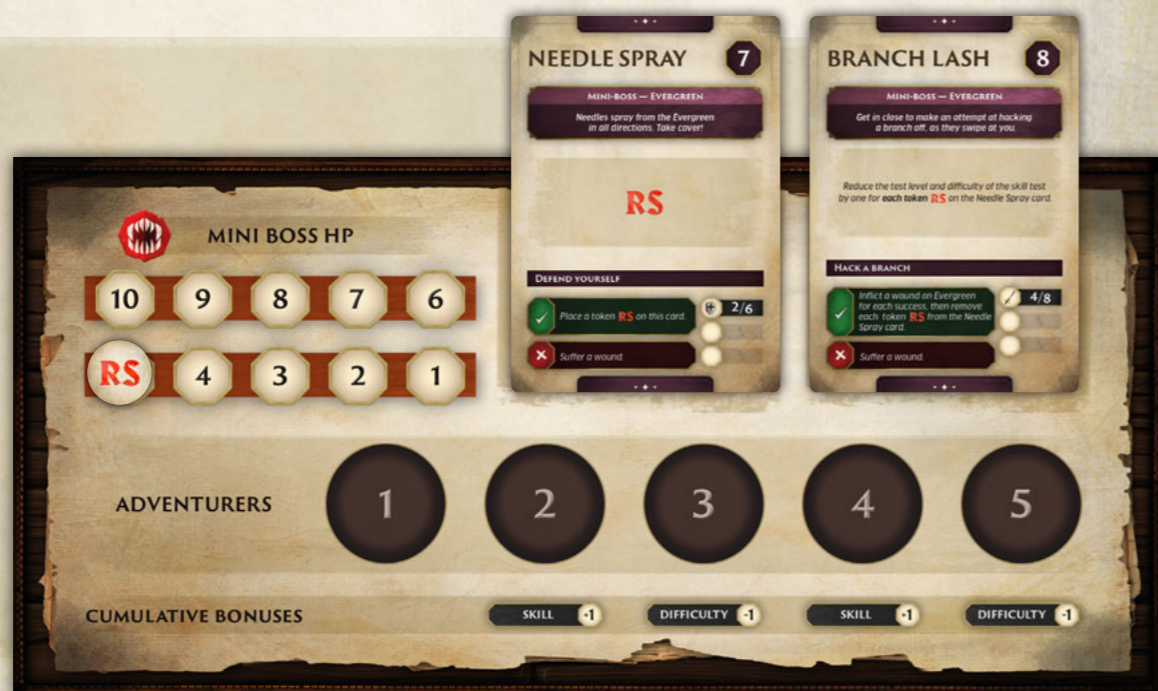 NEEDLE SPRAY 7
MINI-BOSS — EVERGREEN
Needles spray from the Evergreen
in all directions. Take cover!
RS
DEFEND YOURSELF
Place a token RS on this card.
2/6
Suffer a wound.
BRANCH LASH 8
MINI-BOSS — EVERGREEN
Get in close to make an attempt at hacking
a branch off, as they swipe at you.
Reduce the test level and difficulty of the skill test
by one for each token RS on the Needle Spray card.
HACK A BRANCH
Inflict a wound on Evergreen
for each success, then remove
each token RS from the Needle
Spray card.
4/8
Suffer a wound.
MINI BOSS HP
10 9 8 7 6
RS 4 3 2 1
ADVENTURERS 1 2 3 4 5
CUMULATIVE BONUSES SKILL +1 DIFFICULTY -1 SKILL +1 DIFFICULTY -1